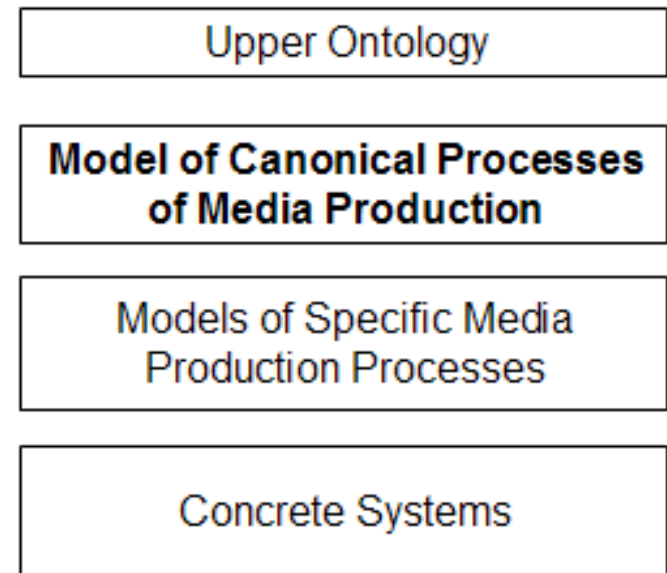 Upper Ontology
Model of Canonical Processes
of Media Production
Models of Specific Media
Production Processes
Concrete Systems